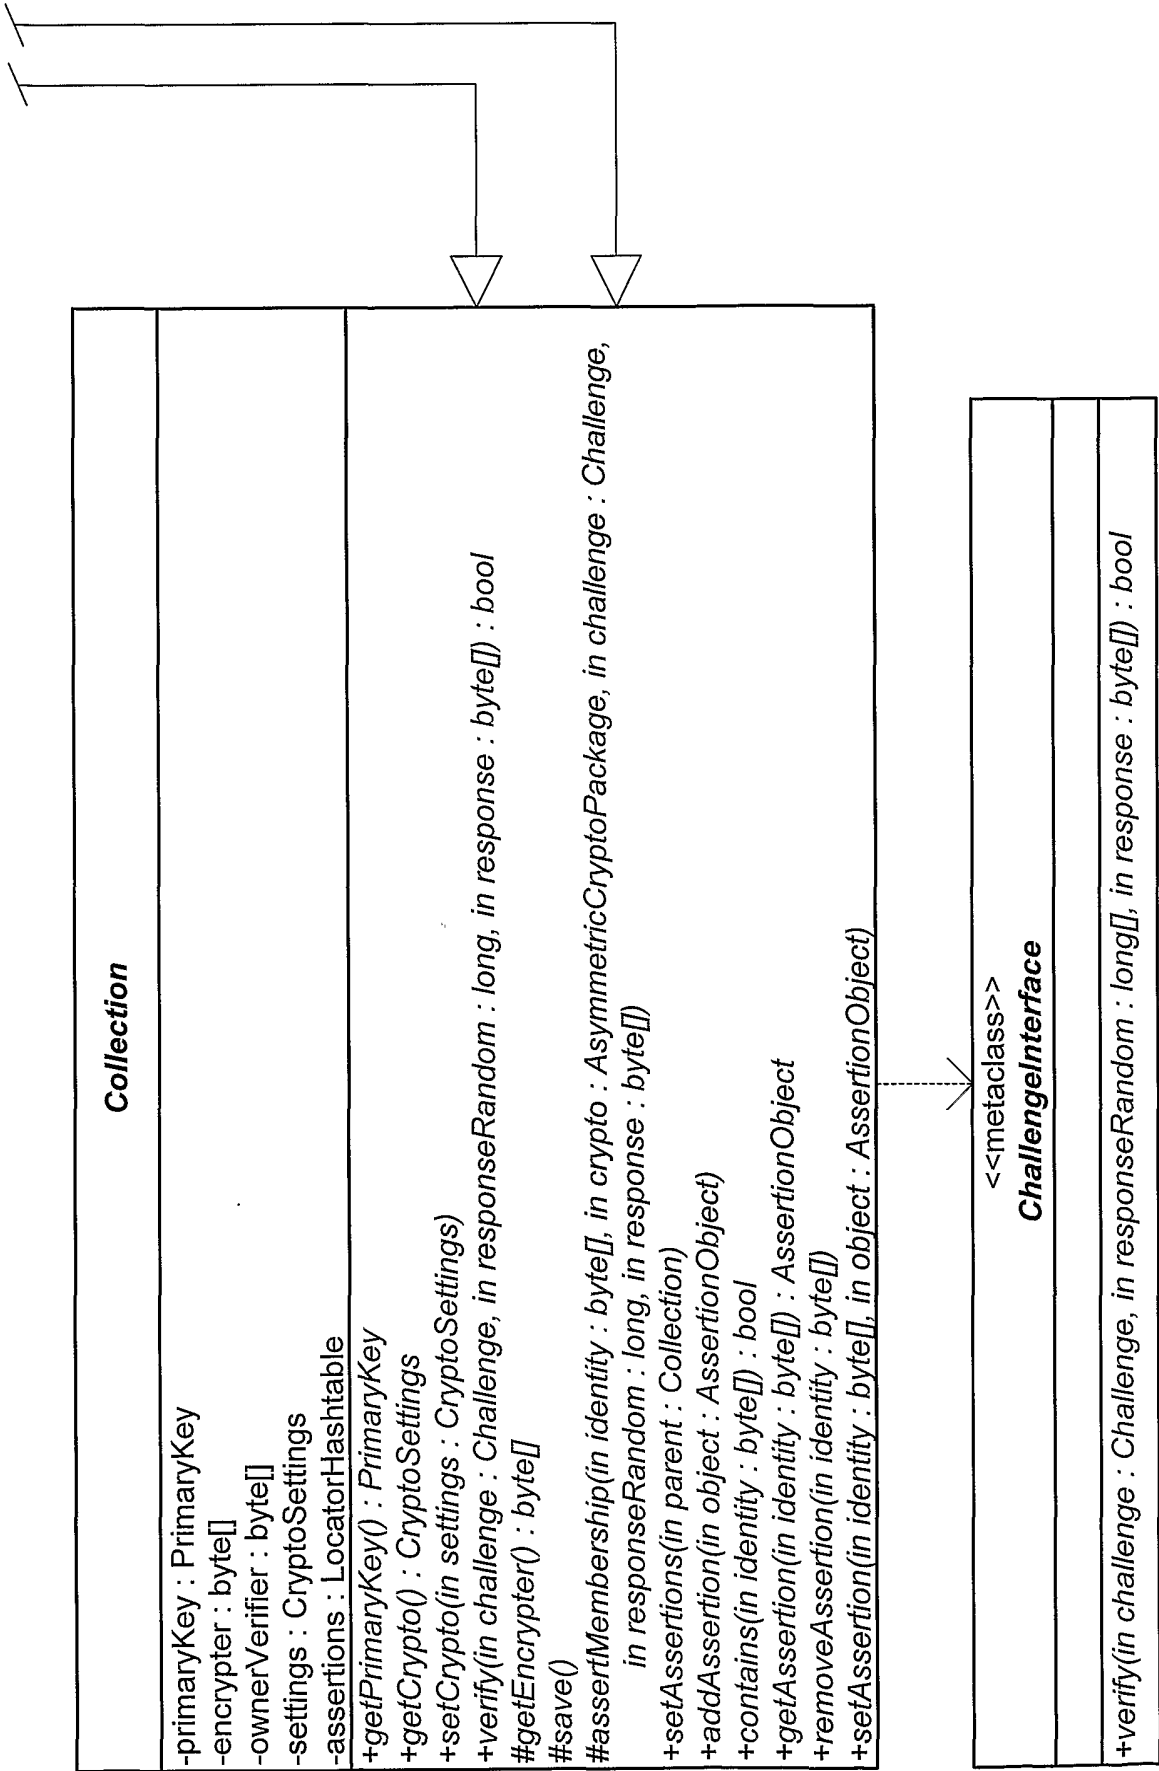 Collection
-primaryKey : PrimaryKey
-encrypter : byte[]
-ownerVerifier : byte[]
-settings : CryptoSettings
-assertions : LocatorHashtable
+getPrimaryKey() : PrimaryKey
+getCrypto() : CryptoSettings
+setCrypto(in settings : CryptoSettings)
+verify(in challenge : Challenge, in responseRandom : long, in response : byte[]) : bool
#getEncrypter() : byte[]
#save()
#assertMembership(in identity : byte[], in crypto : AsymmetricCryptoPackage, in challenge : Challenge,
in responseRandom : long, in response : byte[])
+setAssertions(in parent : Collection)
+addAssertion(in object : AssertionObject)
+contains(in identity : byte[]) : bool
+getAssertion(in identity : byte[]) : AssertionObject
+removeAssertion(in identity : byte[])
+setAssertion(in identity : byte[], in object : AssertionObject)
<<metaclass>>
ChallengeInterface
+verify(in challenge : Challenge, in responseRandom : long[], in response : byte[]) : bool